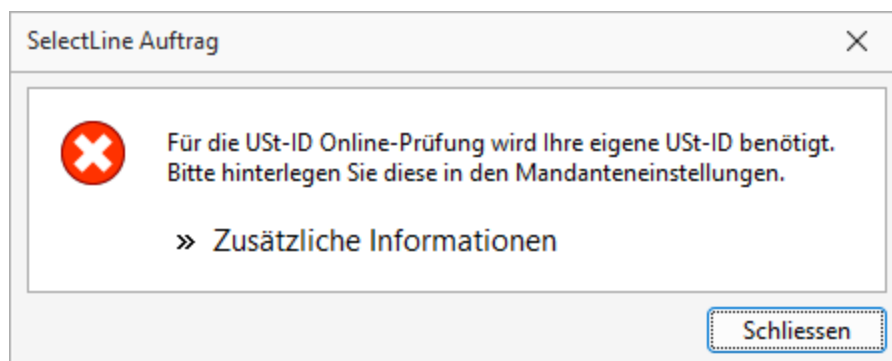 SelectLine Auftrag
Für die USt-ID Online-Prüfung wird Ihre eigene USt-ID benötigt.
Bitte hinterlegen Sie diese in den Mandanteneinstellungen.
» Zusätzliche Informationen
Schliessen